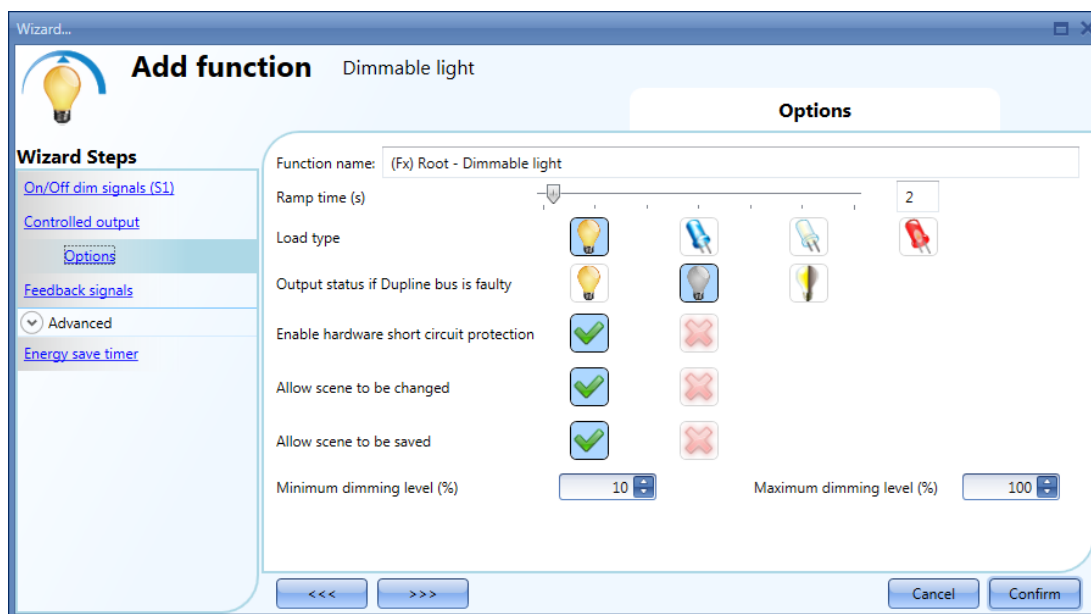 Wizard...
Add function Dimmable light
Options
Wizard Steps
On/Off dim signals (S1)
Controlled output
Options
Feedback signals
Advanced
Energy save timer
Function name: (Fx) Root - Dimmable light
Ramp time (s) 2
Load type
Output status if Dupline bus is faulty
Enable hardware short circuit protection
Allow scene to be changed
Allow scene to be saved
Minimum dimming level (%) 10 Maximum dimming level (%) 100
<<< >>> Cancel Confirm